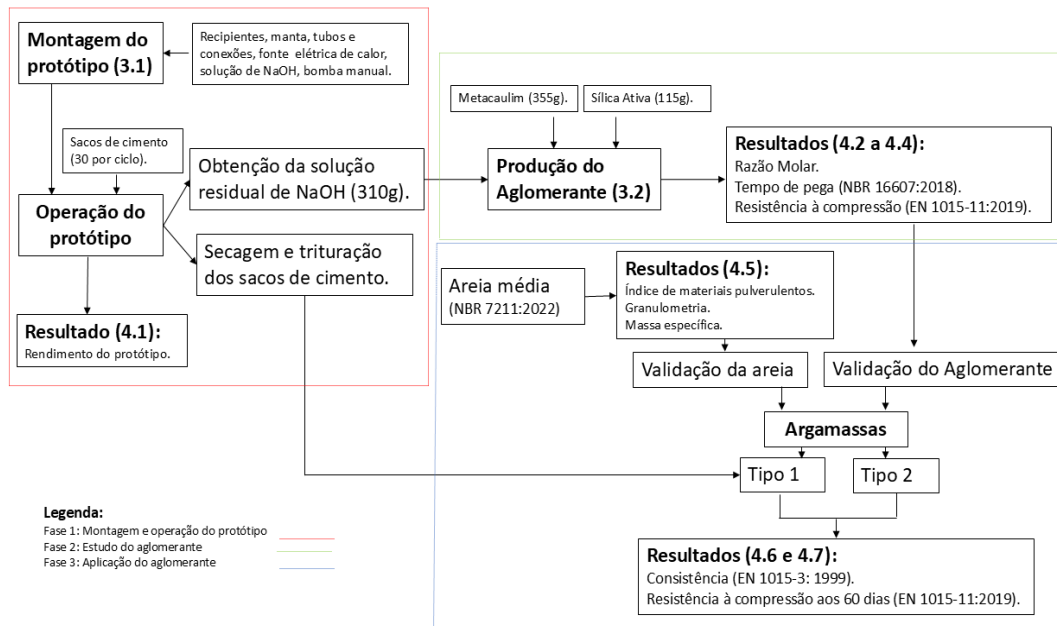 Montagem do
protótipo (3.1)
Recipientes, manta, tubos e
conexões, fonte elétrica de calor,
solução de NaOH, bomba manual.
Sacos de cimento
(30 por ciclo).
Operação do
protótipo
Obtenção da solução
residual de NaOH (310g).
Secagem e trituração
dos sacos de cimento.
Resultado (4.1):
Rendimento do protótipo.
Metacaulim (355g).
Sílica Ativa (115g).
Produção do
Aglomerante (3.2)
Resultados (4.2 a 4.4):
Razão Molar.
Tempo de pega (NBR 16607:2018).
Resistência à compressão (EN 1015-11:2019).
Areia média
(NBR 7211:2022)
Resultados (4.5):
Índice de materiais pulverulentos.
Granulometria.
Massa específica.
Validação da areia
Validação do Aglomerante
Argamassas
Tipo 1
Tipo 2
Resultados (4.6 e 4.7):
Consistência (EN 1015-3: 1999).
Resistência à compressão aos 60 dias (EN 1015-11:2019).
Legenda:
Fase 1: Montagem e operação do protótipo
Fase 2: Estudo do aglomerante
Fase 3: Aplicação do aglomerante